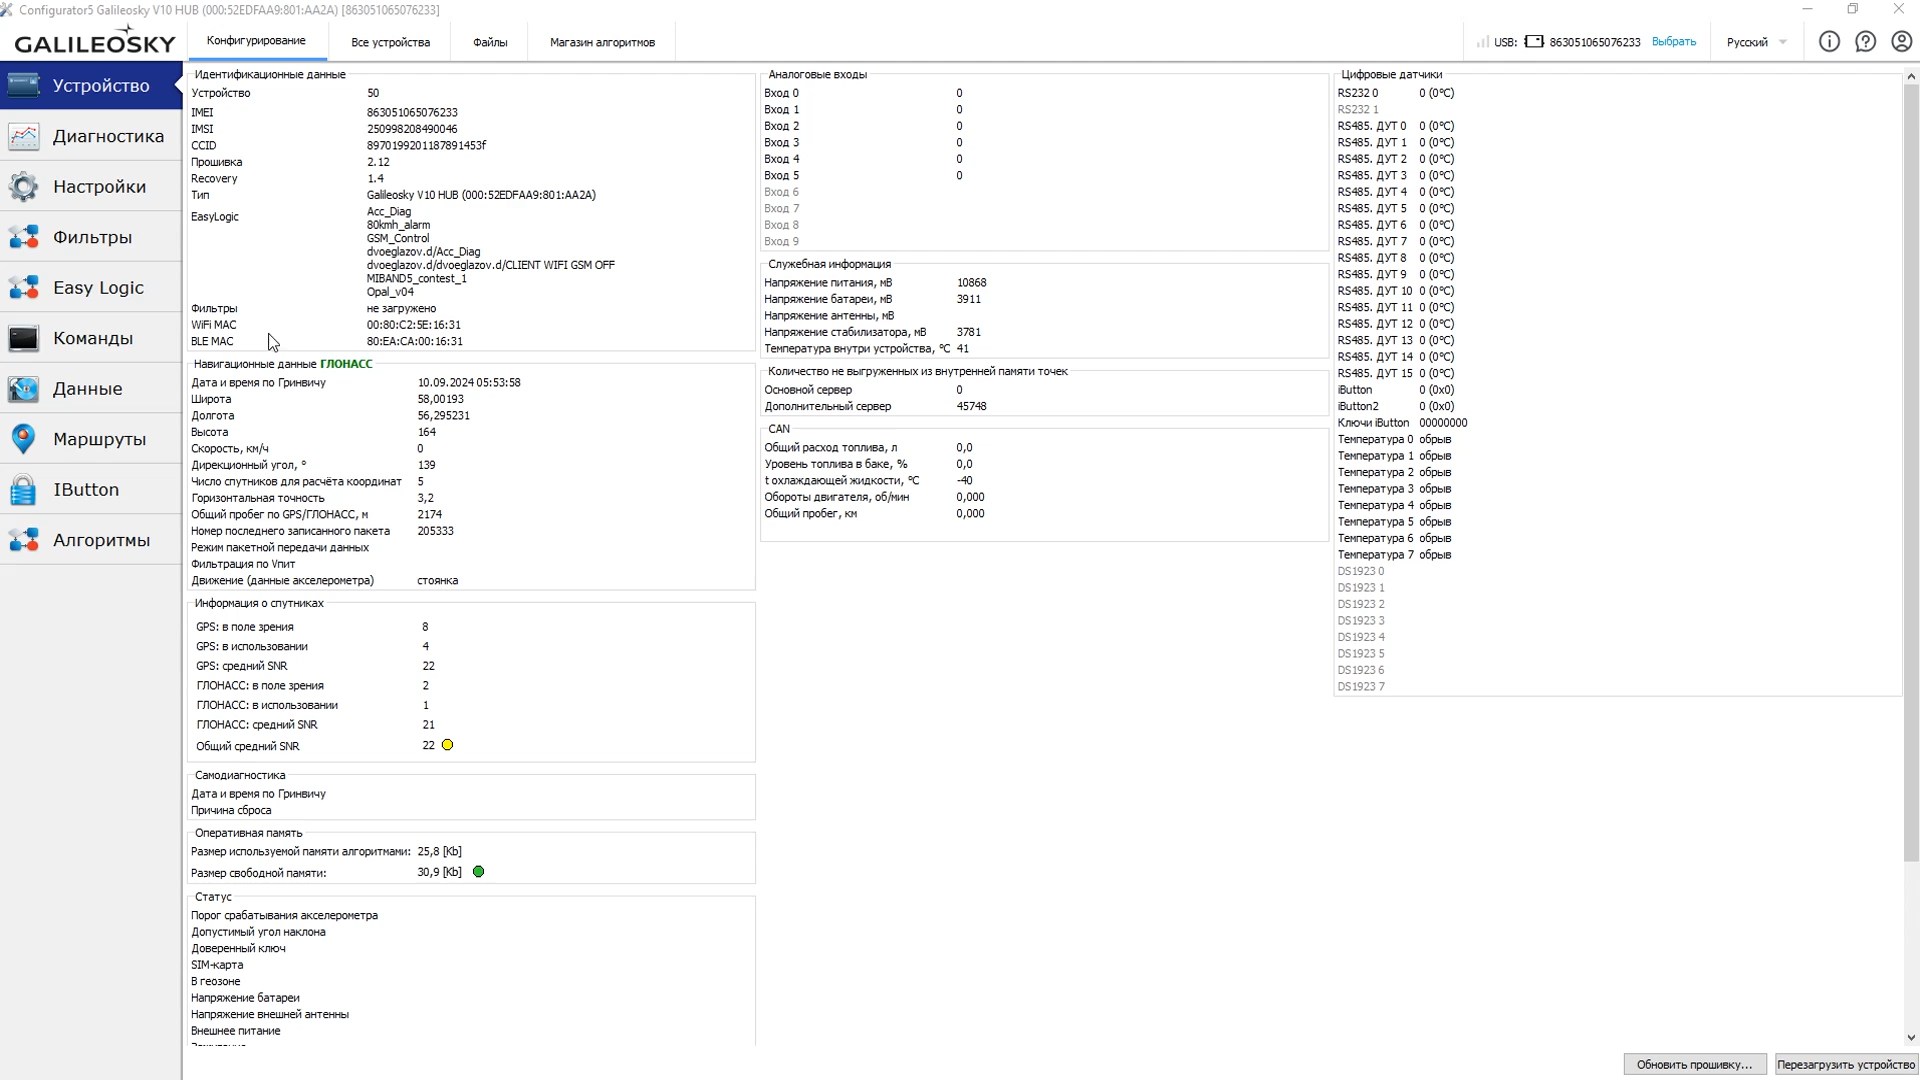 Configurator5 Galileosky V10 HUB (000:52EDFAA9:801:AA2A) [863051065076233]
GALILEOSKY
Конфигурирование
Все устройства
Файлы
Магазин алгоритмов
USB: 863051065076233 Выбрать
Русский
Устройство
Диагностика
Настройки
Фильтры
Easy Logic
Команды
Данные
Маршруты
IButton
Алгоритмы
Идентификационные данные
Устройство 50
IMEI 863051065076233
IMSI 250998208490046
CCID 8970199201187891453f
Прошивка 2.12
Recovery 1.4
Тип Galileosky V10 HUB (000:52EDFAA9:801:AA2A)
EasyLogic Acc_Diag
80kmh_alarm
GSM_Control
dvoeglazov.d/Acc_Diag
dvoeglazov.d/dvoeglazov.d/CLIENT WIFI GSM OFF
MIBAND5_contest_1
Opal_v04
Фильтры не загружено
WiFi MAC 00:80:C2:5E:16:31
BLE MAC 80:EA:CA:00:16:31
Навигационные данные ГЛОНАСС
Дата и время по Гринвичу 10.09.2024 05:53:58
Широта 58,00193
Долгота 56,295231
Высота 164
Скорость, км/ч 0
Дирекционный угол, ° 139
Число спутников для расчёта координат 5
Горизонтальная точность 3,2
Общий пробег по GPS/ГЛОНАСС, м 2174
Номер последнего записанного пакета 205333
Режим пакетной передачи данных
Фильтрация по Vпит
Движение (данные акселерометра) стоянка
Информация о спутниках
GPS: в поле зрения 8
GPS: в использовании 4
GPS: средний SNR 22
ГЛОНАСС: в поле зрения 2
ГЛОНАСС: в использовании 1
ГЛОНАСС: средний SNR 21
Общий средний SNR 22
Самодиагностика
Дата и время по Гринвичу
Причина сброса
Оперативная память
Размер используемой памяти алгоритмами: 25,8 [Kb]
Размер свободной памяти: 30,9 [Kb]
Статус
Порог срабатывания акселерометра
Допустимый угол наклона
Доверенный ключ
SIM-карта
В геозоне
Напряжение батареи
Напряжение внешней антенны
Внешнее питание
Аналоговые входы
Вход 0 0
Вход 1 0
Вход 2 0
Вход 3 0
Вход 4 0
Вход 5 0
Вход 6
Вход 7
Вход 8
Вход 9
Служебная информация
Напряжение питания, мВ 10868
Напряжение батареи, мВ 3911
Напряжение антенны, мВ
Напряжение стабилизатора, мВ 3781
Температура внутри устройства, °C 41
Количество не выгруженных из внутренней памяти точек
Основной сервер 0
Дополнительный сервер 45748
CAN
Общий расход топлива, л 0,0
Уровень топлива в баке, % 0,0
t охлаждающей жидкости, °C -40
Обороты двигателя, об/мин 0,000
Общий пробег, км 0,000
Цифровые датчики
RS232 0 0 (0°C)
RS232 1
RS485. ДУТ 0 0 (0°C)
RS485. ДУТ 1 0 (0°C)
RS485. ДУТ 2 0 (0°C)
RS485. ДУТ 3 0 (0°C)
RS485. ДУТ 4 0 (0°C)
RS485. ДУТ 5 0 (0°C)
RS485. ДУТ 6 0 (0°C)
RS485. ДУТ 7 0 (0°C)
RS485. ДУТ 8 0 (0°C)
RS485. ДУТ 9 0 (0°C)
RS485. ДУТ 10 0 (0°C)
RS485. ДУТ 11 0 (0°C)
RS485. ДУТ 12 0 (0°C)
RS485. ДУТ 13 0 (0°C)
RS485. ДУТ 14 0 (0°C)
RS485. ДУТ 15 0 (0°C)
iButton 0 (0x0)
iButton2 0 (0x0)
Ключи iButton 00000000
Температура 0 обрыв
Температура 1 обрыв
Температура 2 обрыв
Температура 3 обрыв
Температура 4 обрыв
Температура 5 обрыв
Температура 6 обрыв
Температура 7 обрыв
DS1923 0
DS1923 1
DS1923 2
DS1923 3
DS1923 4
DS1923 5
DS1923 6
DS1923 7
Обновить прошивку...
Перезагрузить устройство